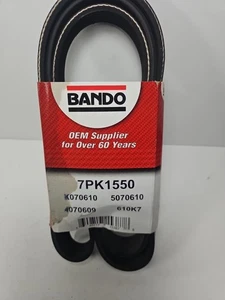 BANDO
OEM Supplier
for Over 60 Years
7PK1550
K070610 5070610
4070609 610K7